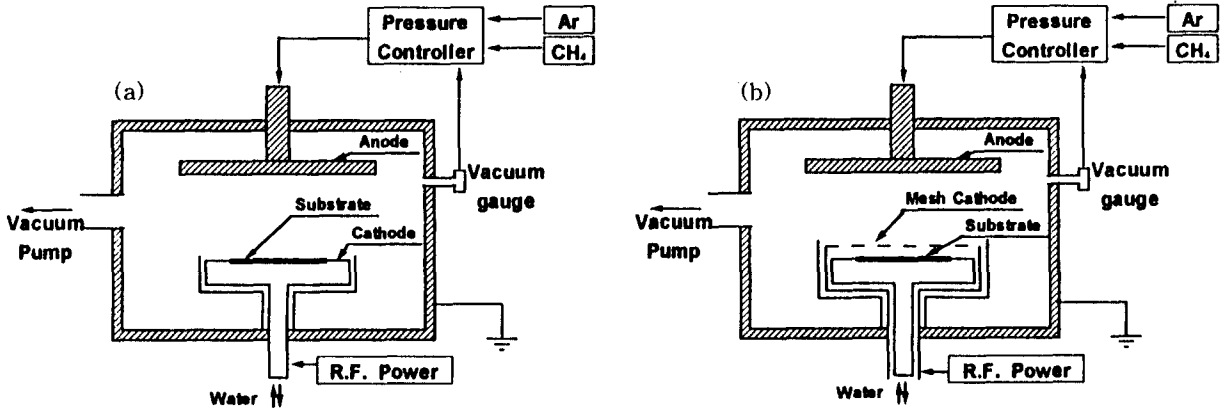 (a)
Pressure
Controller
Ar
CH₄
Anode
Vacuum
gauge
Substrate
Cathode
Vacuum
Pump
R.F. Power
Water
(b)
Pressure
Controller
Ar
CH₄
Anode
Vacuum
gauge
Mesh Cathode
Substrate
Vacuum
Pump
R.F. Power
Water